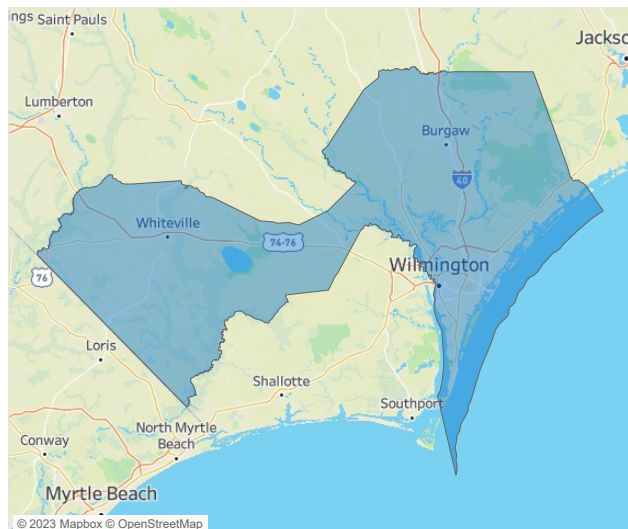 ngs
Saint Pauls
Jackso
Lumberton
Burgaw
40
Whiteville
74-76
76
Wilmington
Loris
Shallotte
Southport
North Myrtle
Beach
Conway
Myrtle Beach
© 2023 Mapbox © OpenStreetMap